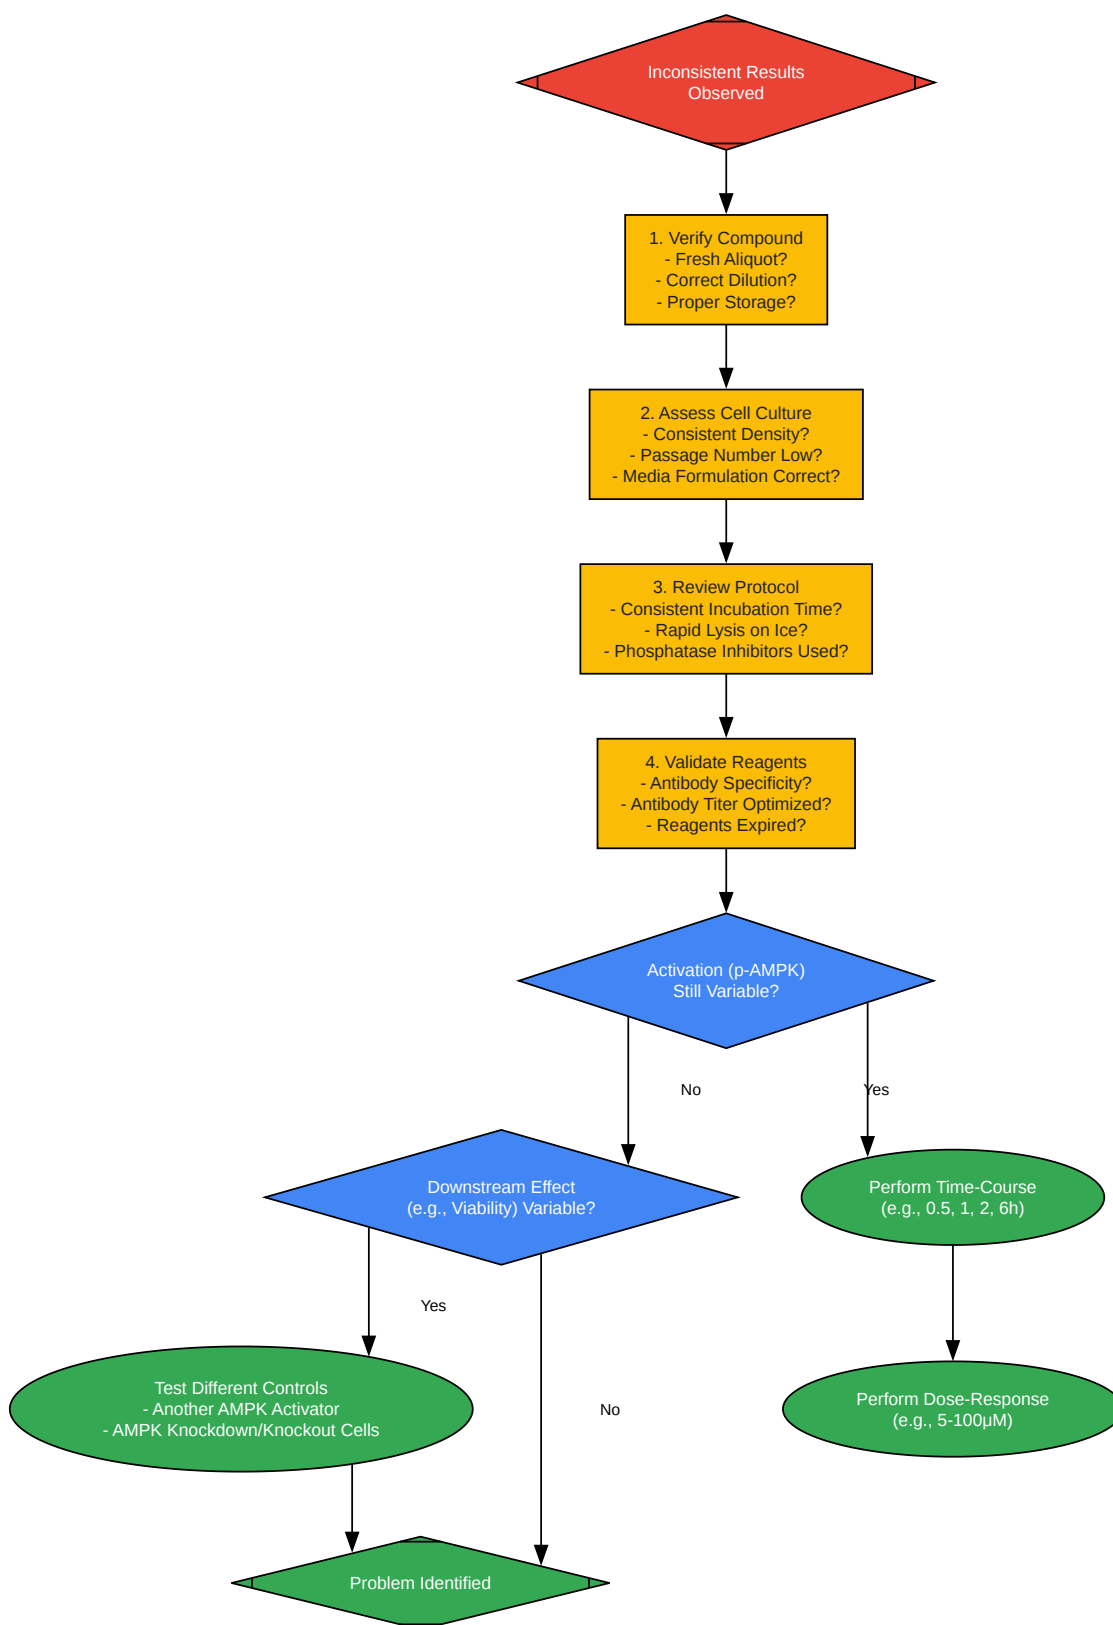 Inconsistent Results
Observed
1. Verify Compound
- Fresh Aliquot?
- Correct Dilution?
- Proper Storage?
2. Assess Cell Culture
- Consistent Density?
- Passage Number Low?
- Media Formulation Correct?
3. Review Protocol
- Consistent Incubation Time?
- Rapid Lysis on Ice?
- Phosphatase Inhibitors Used?
4. Validate Reagents
- Antibody Specificity?
- Antibody Titer Optimized?
- Reagents Expired?
Activation (p-AMPK)
Still Variable?
No
Yes
Downstream Effect
(e.g., Viability) Variable?
Perform Time-Course
(e.g., 0.5, 1, 2, 6h)
Yes
No
Test Different Controls
- Another AMPK Activator
- AMPK Knockdown/Knockout Cells
Perform Dose-Response
(e.g., 5-100μM)
Problem Identified